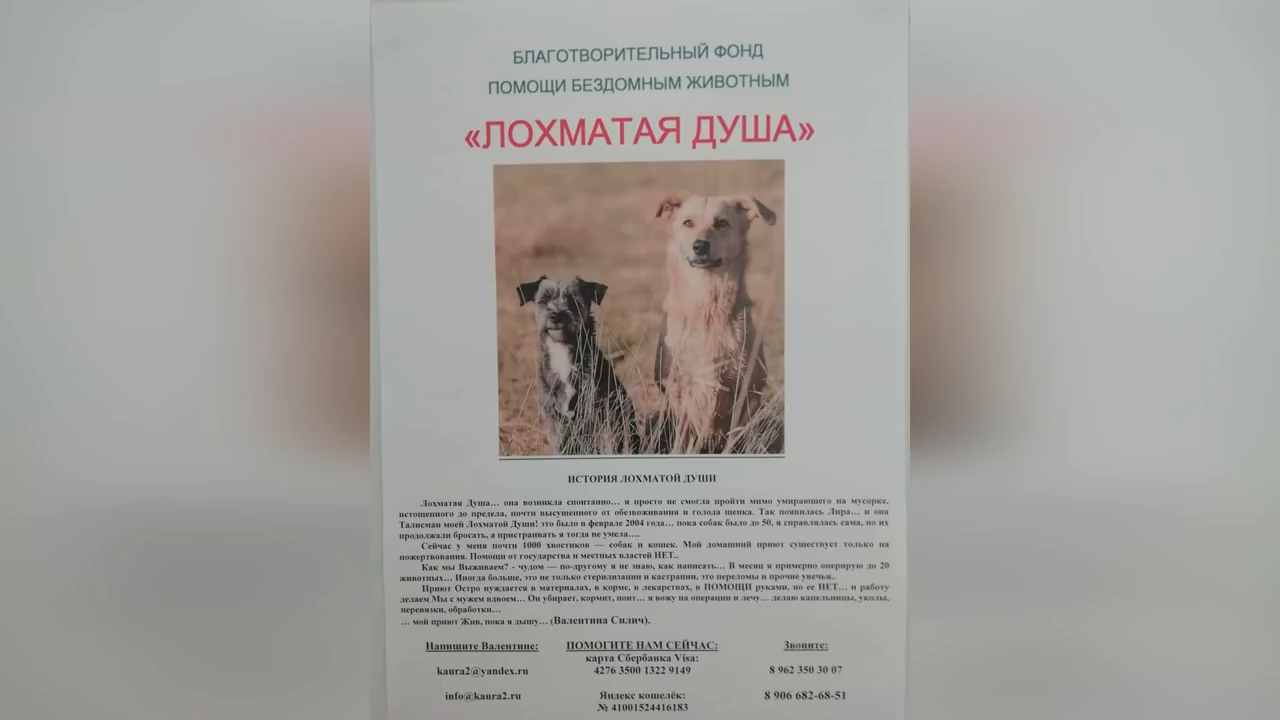 БЛАГОТВОРИТЕЛЬНЫЙ ФОНД
ПОМОЩИ БЕЗДОМНЫМ ЖИВОТНЫМ
«ЛОХМАТАЯ ДУША»
ИСТОРИЯ ЛОХМАТОЙ ДУШИ
Лохматая Душа… она возникла спонтанно… я просто не смогла пройти мимо умирающего на мусорке,
истощенного до предела, почти высушенного от обезвоживания и голода щенка. Так появилась Лира… и она
Талисман моей Лохматой Души! это было в феврале 2004 года… пока собак было до 50, я справлялась сама, но их
продолжали бросать, а пристраивать я тогда не умела….
Сейчас у меня почти 1000 хвостиков — собак и кошек. Мой домашний приют существует только на
пожертвования. Помощи от государства и местных властей НЕТ..
Как мы Выживаем? - чудом — по-другому я не знаю, как написать… В месяц я примерно оперирую до 20
животных… Иногда больше, это не только стерилизации и кастрации, это переломы и прочие увечья..
Приют Остро нуждается в материалах, в корме, в лекарствах, в ПОМОЩИ руками, но ее НЕТ… и работу
делаем Мы с мужем вдвоем… Он убирает, кормит, поит… я вожу на операции и лечу… делаю капельницы, уколы,
перевязки, обработки…
… мой приют Жив, пока я дышу… (Валентина Силич).
Напишите Валентине:
kaura2@yandex.ru
info@kaura2.ru
ПОМОГИТЕ НАМ СЕЙЧАС:
карта Сбербанка Visa:
4276 3500 1322 9149
Яндекс кошелёк:
№ 41001524416183
Звоните:
8 962 350 30 07
8 906 682-68-51